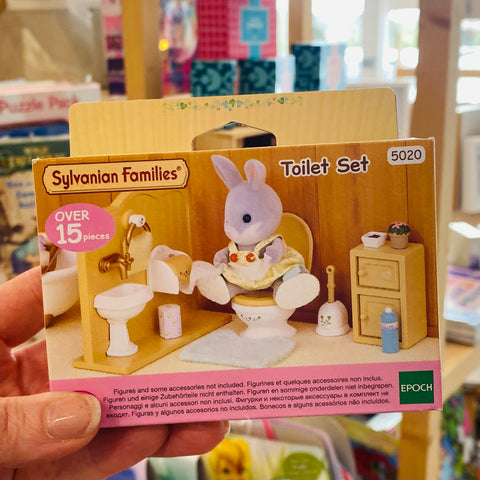 Puzzle Pack
Sylvanian Families®
Toilet Set
5020
OVER
15 pieces
Figures and some accessories not included. Figurines et quelques accessoires non inclus.
Figuren und einige Zubehörteile nicht enthalten. Figuren en sommige onderdelen niet inbegrepen.
Personaggi e alcuni accessori non inclusi. Фигурки и некоторые аксессуары в комплект не
входят. Figuras y algunos accesorios no incluidos. Bonecos e alguns acessórios não incluídos.
EPOCH